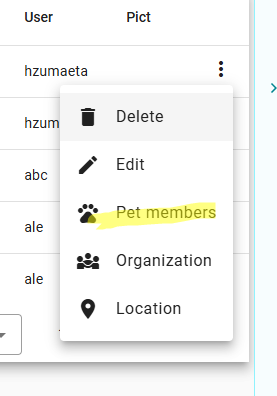 User Pict
hzumaeta
hzum
abc
ale
ale
Delete
Edit
Pet members
Organization
Location